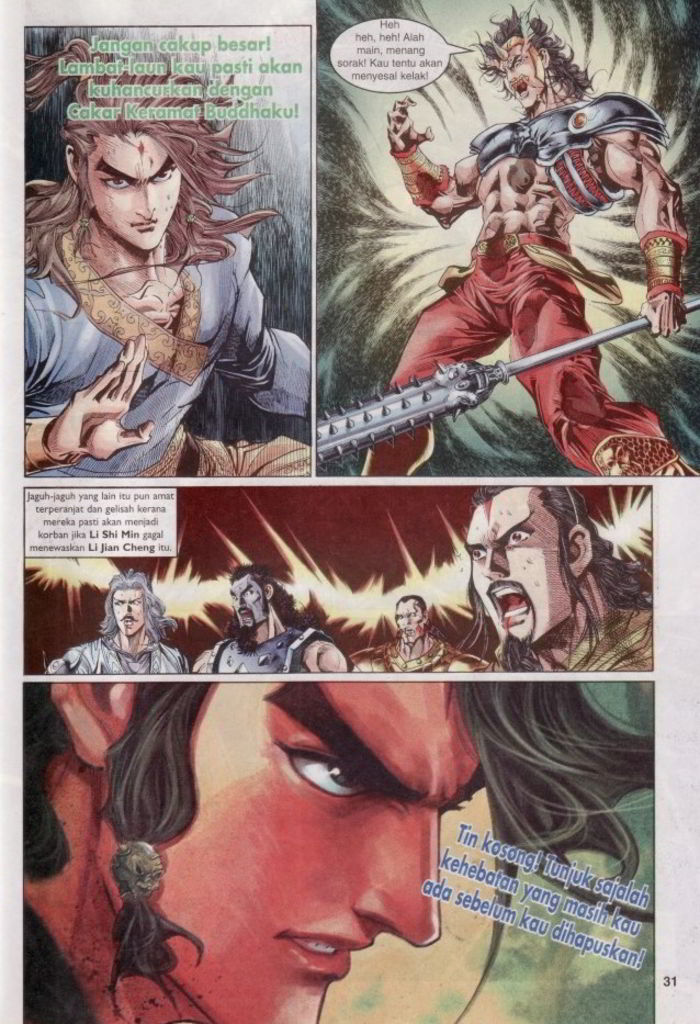 Jangan cakap besar!
Lambat-laun kau pasti akan
kuhancurkan dengan
Cakar Keramat Buddhaku!
Heh
heh, heh! Alah
main, menang
sorak! Kau tentu akan
menyesal kelak!
Jaguh-jaguh yang lain itu pun amat
terperanjat dan gelisah kerana
mereka pasti akan menjadi
korban jika Li Shi Min gagal
menewaskan Li Jian Cheng itu.
Tin kosong! Tunjuk sajalah
kehebatan yang masih kau
ada sebelum kau dihapuskan!
31